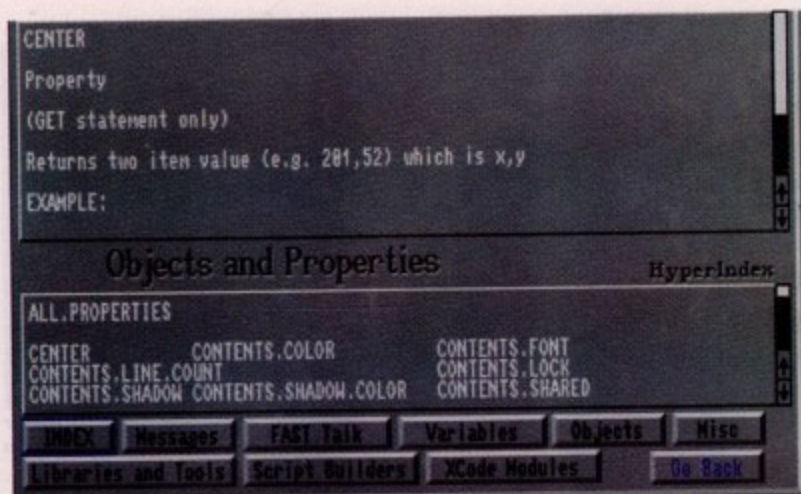 CENTER
Property
(GET statement only)
Returns two item value (e.g. 201,52) which is x,y
EXAMPLE:
Objects and Properties HyperIndex
ALL.PROPERTIES
CENTER CONTENTS.COLOR CONTENTS.FONT
CONTENTS.LINE.COUNT CONTENTS.LOCK
CONTENTS.SHADOW CONTENTS.SHADOW.COLOR CONTENTS.SHARED
INDEX Messages FAST Talk Variables Objects Misc
Libraries and Tools Script Builders XCode Modules Go Back